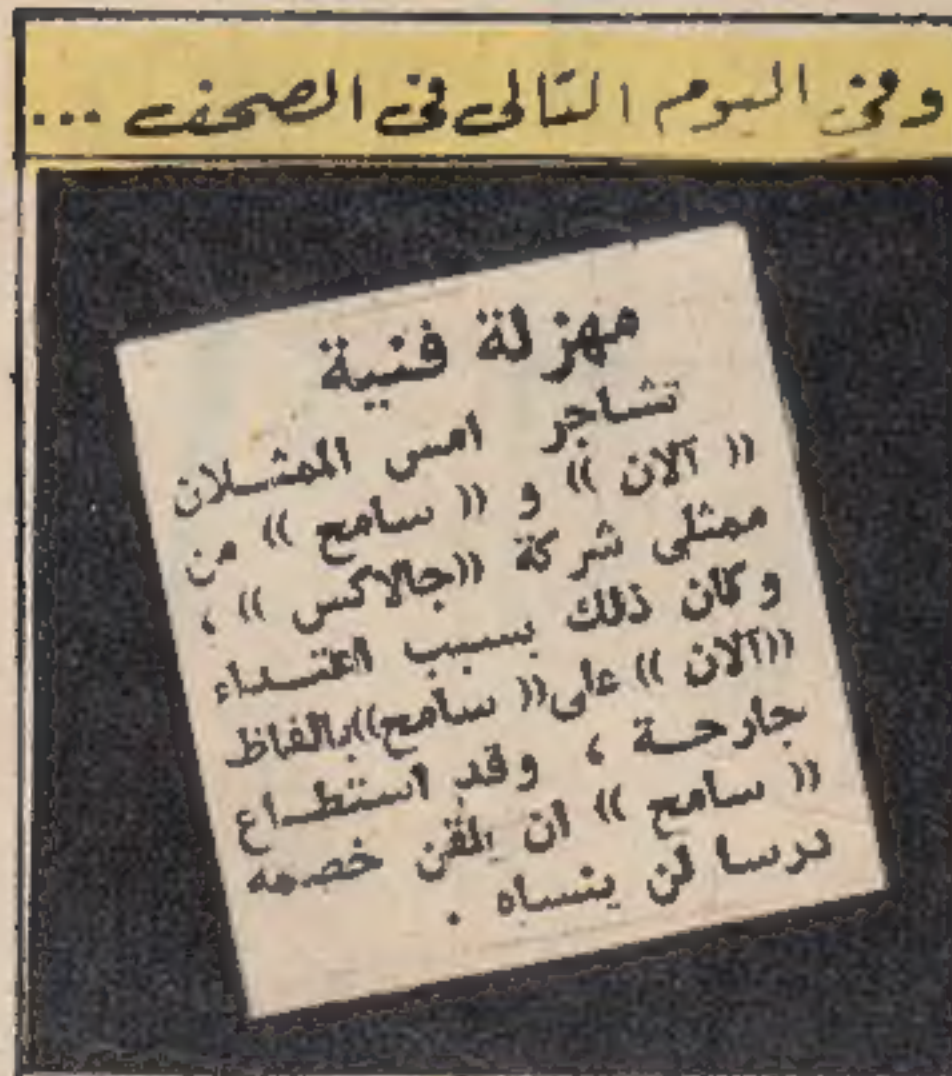 وفى اليوم التالى فى الصحف ...
مهزلة فنية
تشاجر امس الممثلان
(( آلان )) و (( سامح )) من
ممثلى شركة ((جالاكس )) ،
وكان ذلك بسبب اعتداء
((آلان )) على(( سامح))بالفاظ
جارحة ، وقد استطاع
(( سامح )) ان يلقن خصمه
درسا لن ينساه .